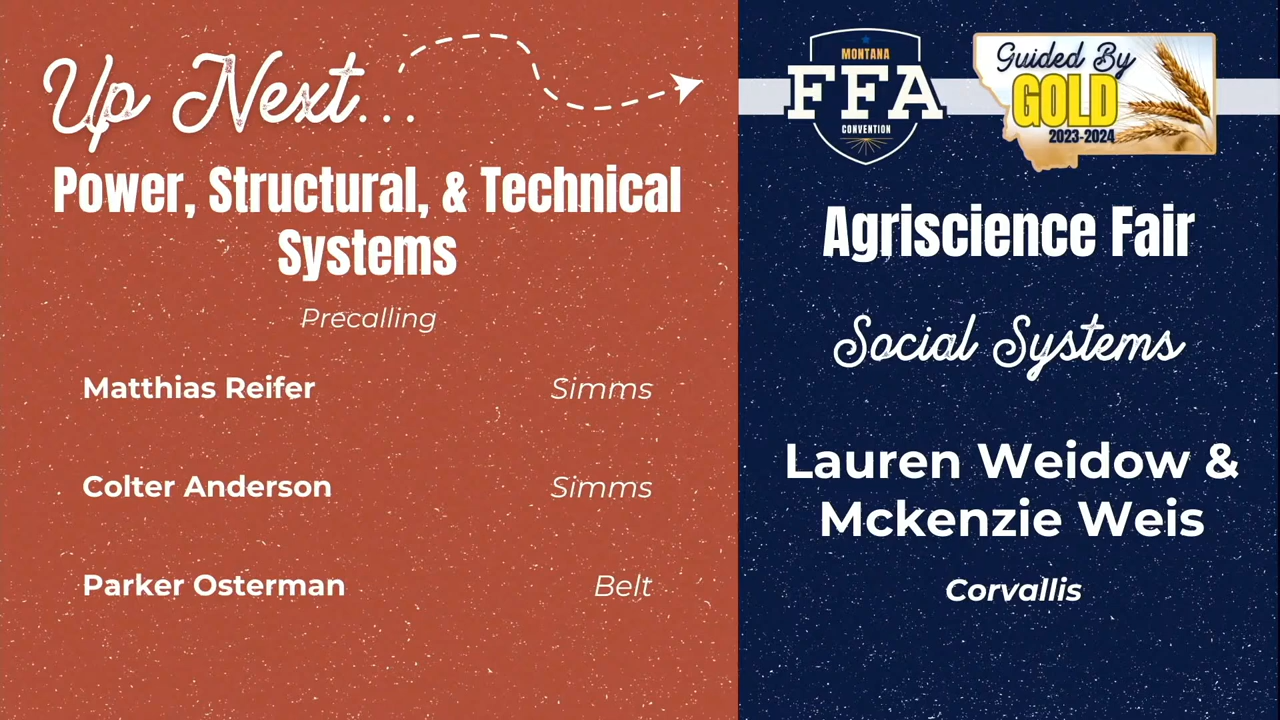 Up Next...
Power, Structural, & Technical
Systems
Precalling
Matthias Reifer Simms
Colter Anderson Simms
Parker Osterman Belt
MONTANA
FFA
CONVENTION
Guided By
GOLD
2023-2024
Agriscience Fair
Social Systems
Lauren Weidow &
Mckenzie Weis
Corvallis